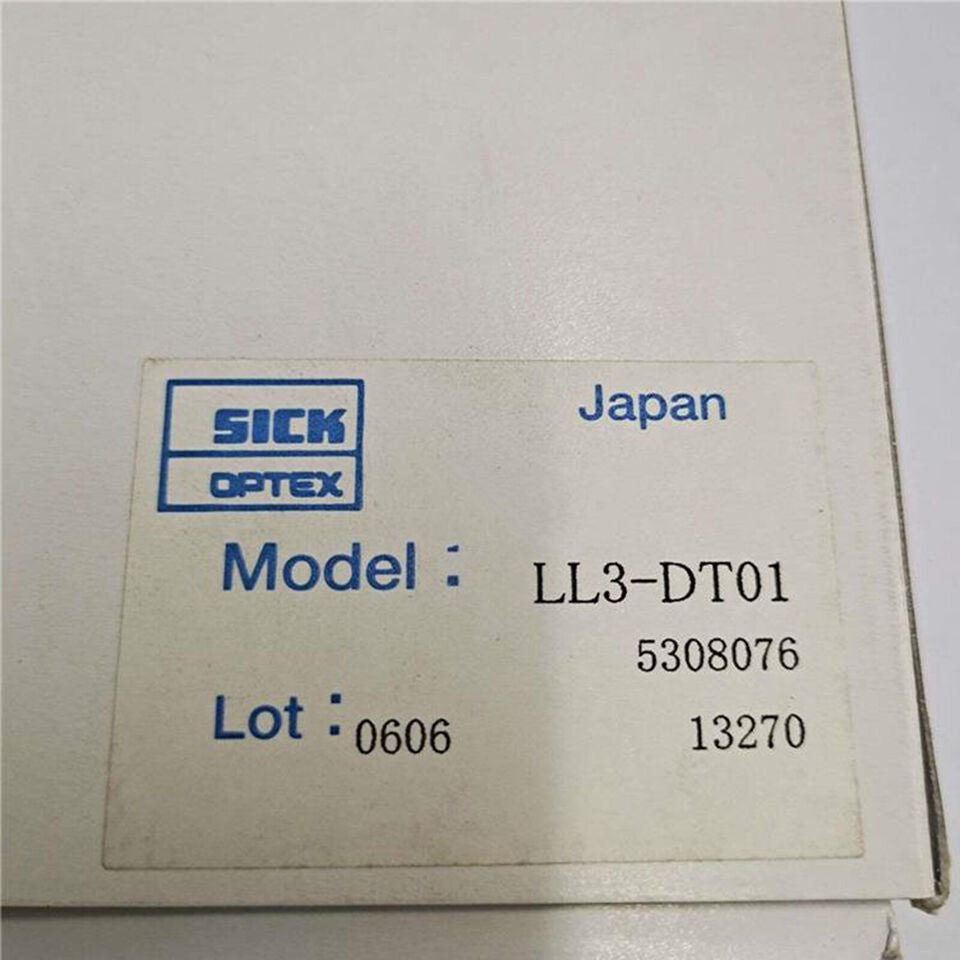 SICK
OPTEX
Japan
Model : LL3-DT01
5308076
Lot : 0606 13270